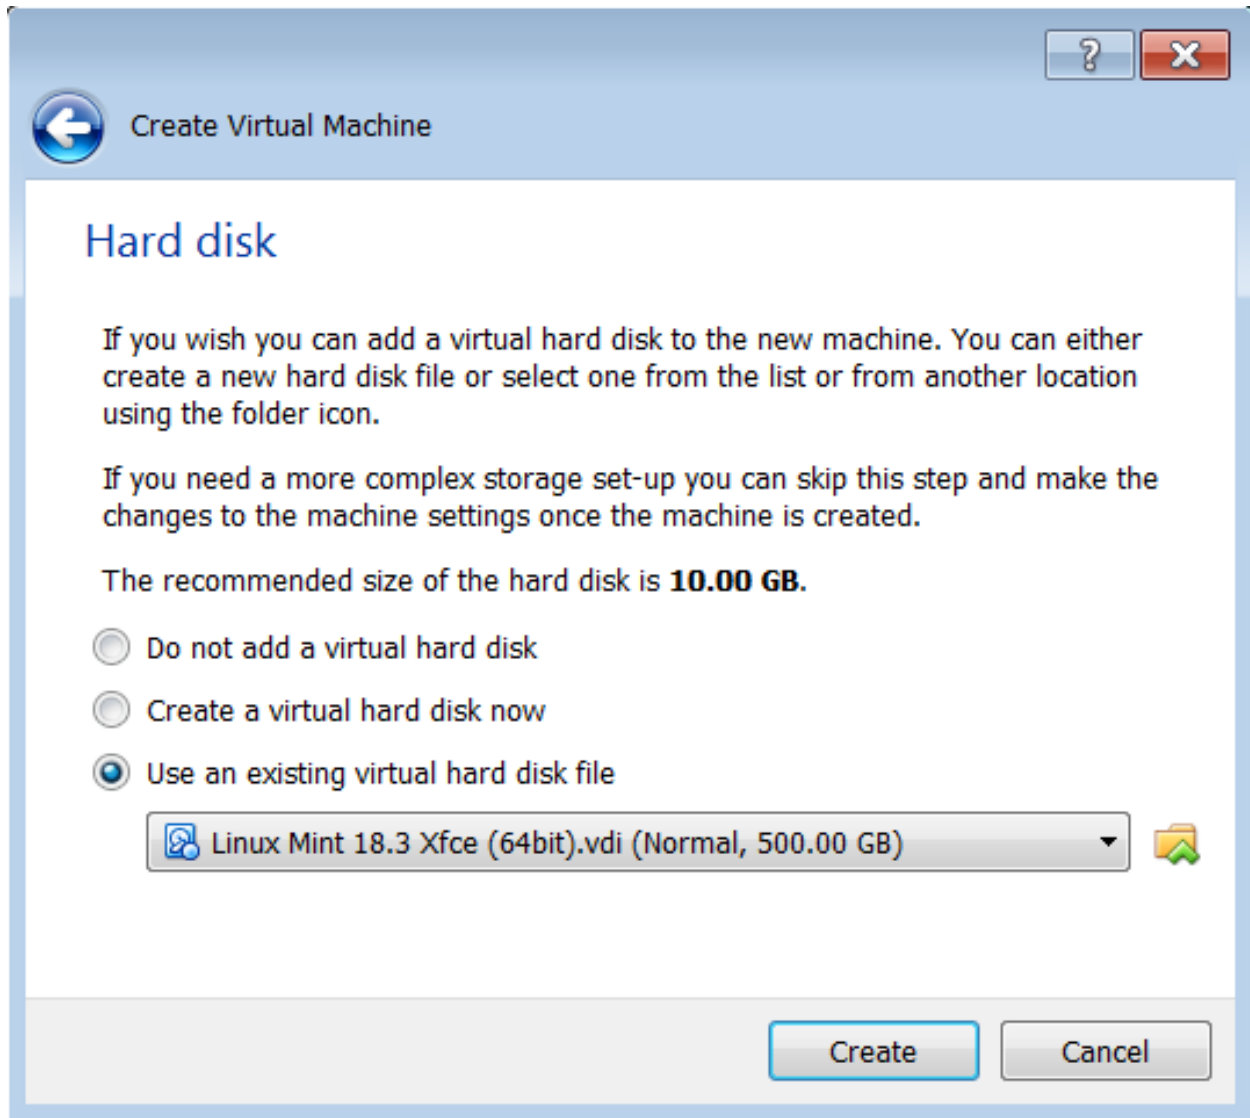 ?
Create Virtual Machine
Hard disk
If you wish you can add a virtual hard disk to the new machine. You can either
create a new hard disk file or select one from the list or from another location
using the folder icon.
If you need a more complex storage set-up you can skip this step and make the
changes to the machine settings once the machine is created.
The recommended size of the hard disk is 10.00 GB.
Do not add a virtual hard disk
Create a virtual hard disk now
Use an existing virtual hard disk file
Linux Mint 18.3 Xfce (64bit).vdi (Normal, 500.00 GB)
Create
Cancel